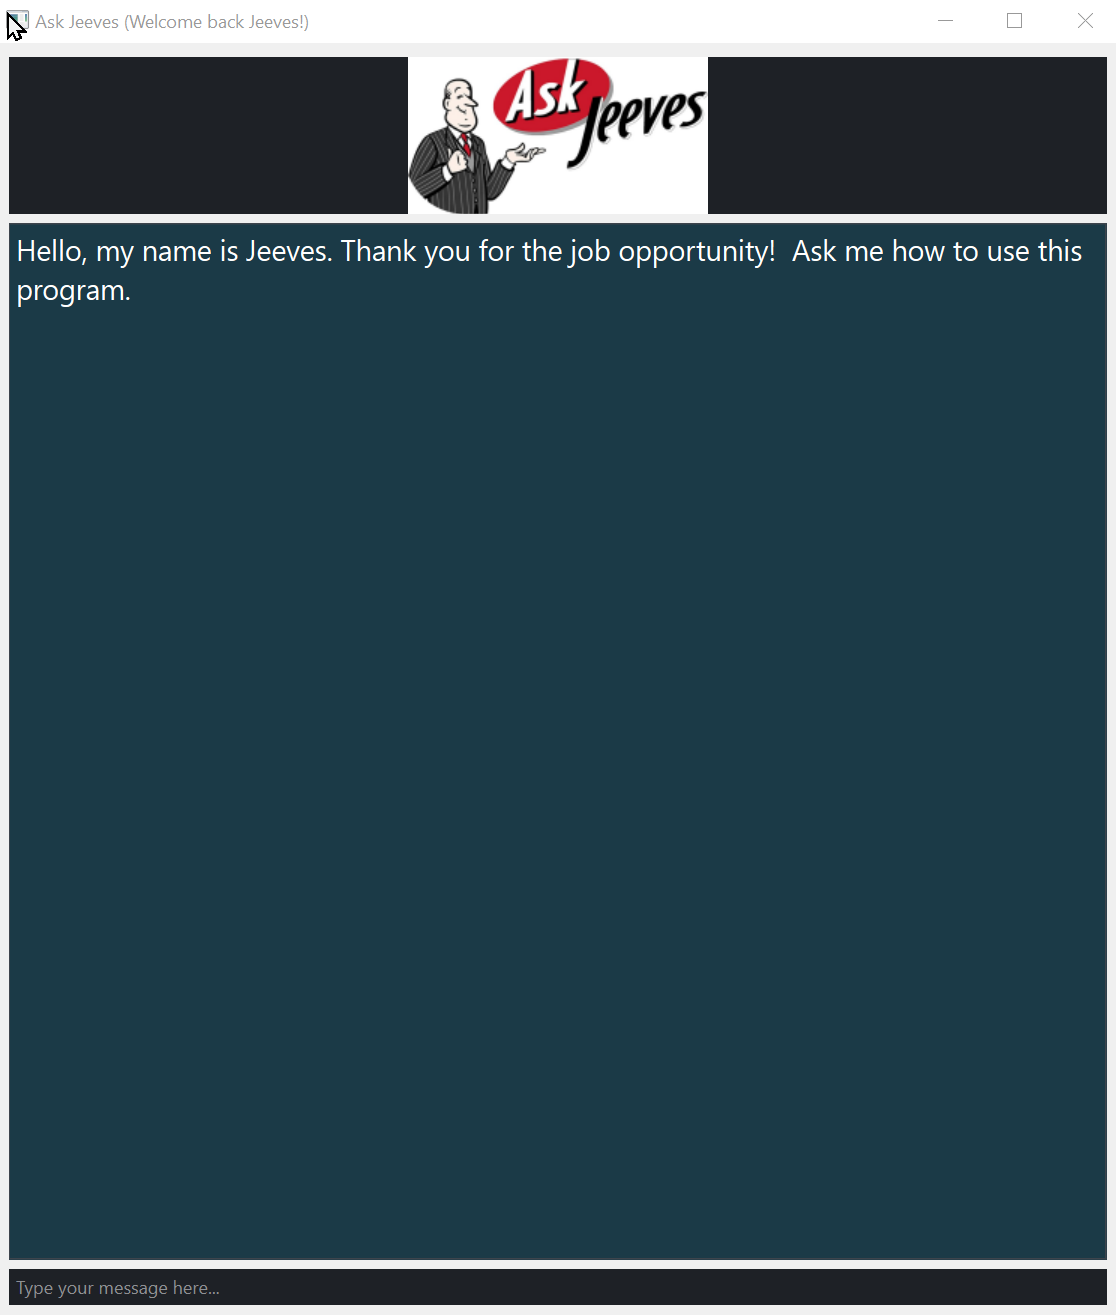 Ask Jeeves (Welcome back Jeeves!)
Ask Jeeves
Hello, my name is Jeeves. Thank you for the job opportunity!  Ask me how to use this
program.
Type your message here...